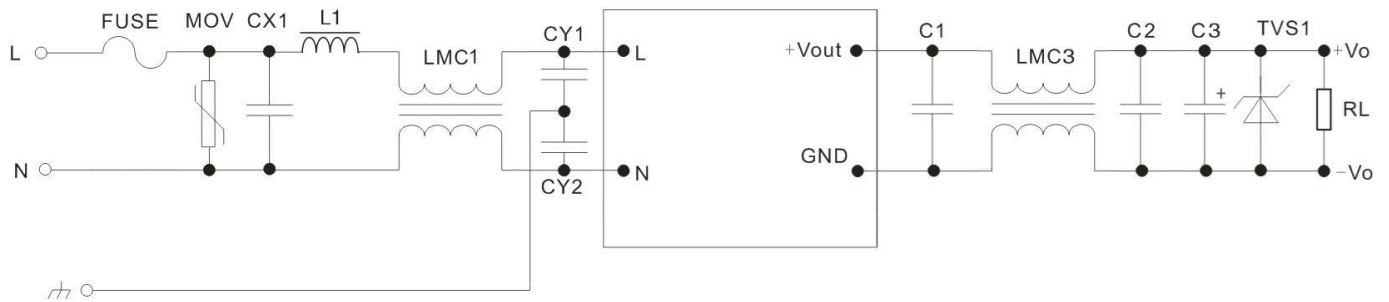 FUSE MOV CX1 L1 LMC1 CY1 C1 LMC3 C2 C3 TVS1
L L +Vout +Vo
+ RL
N N GND -Vo
CY2